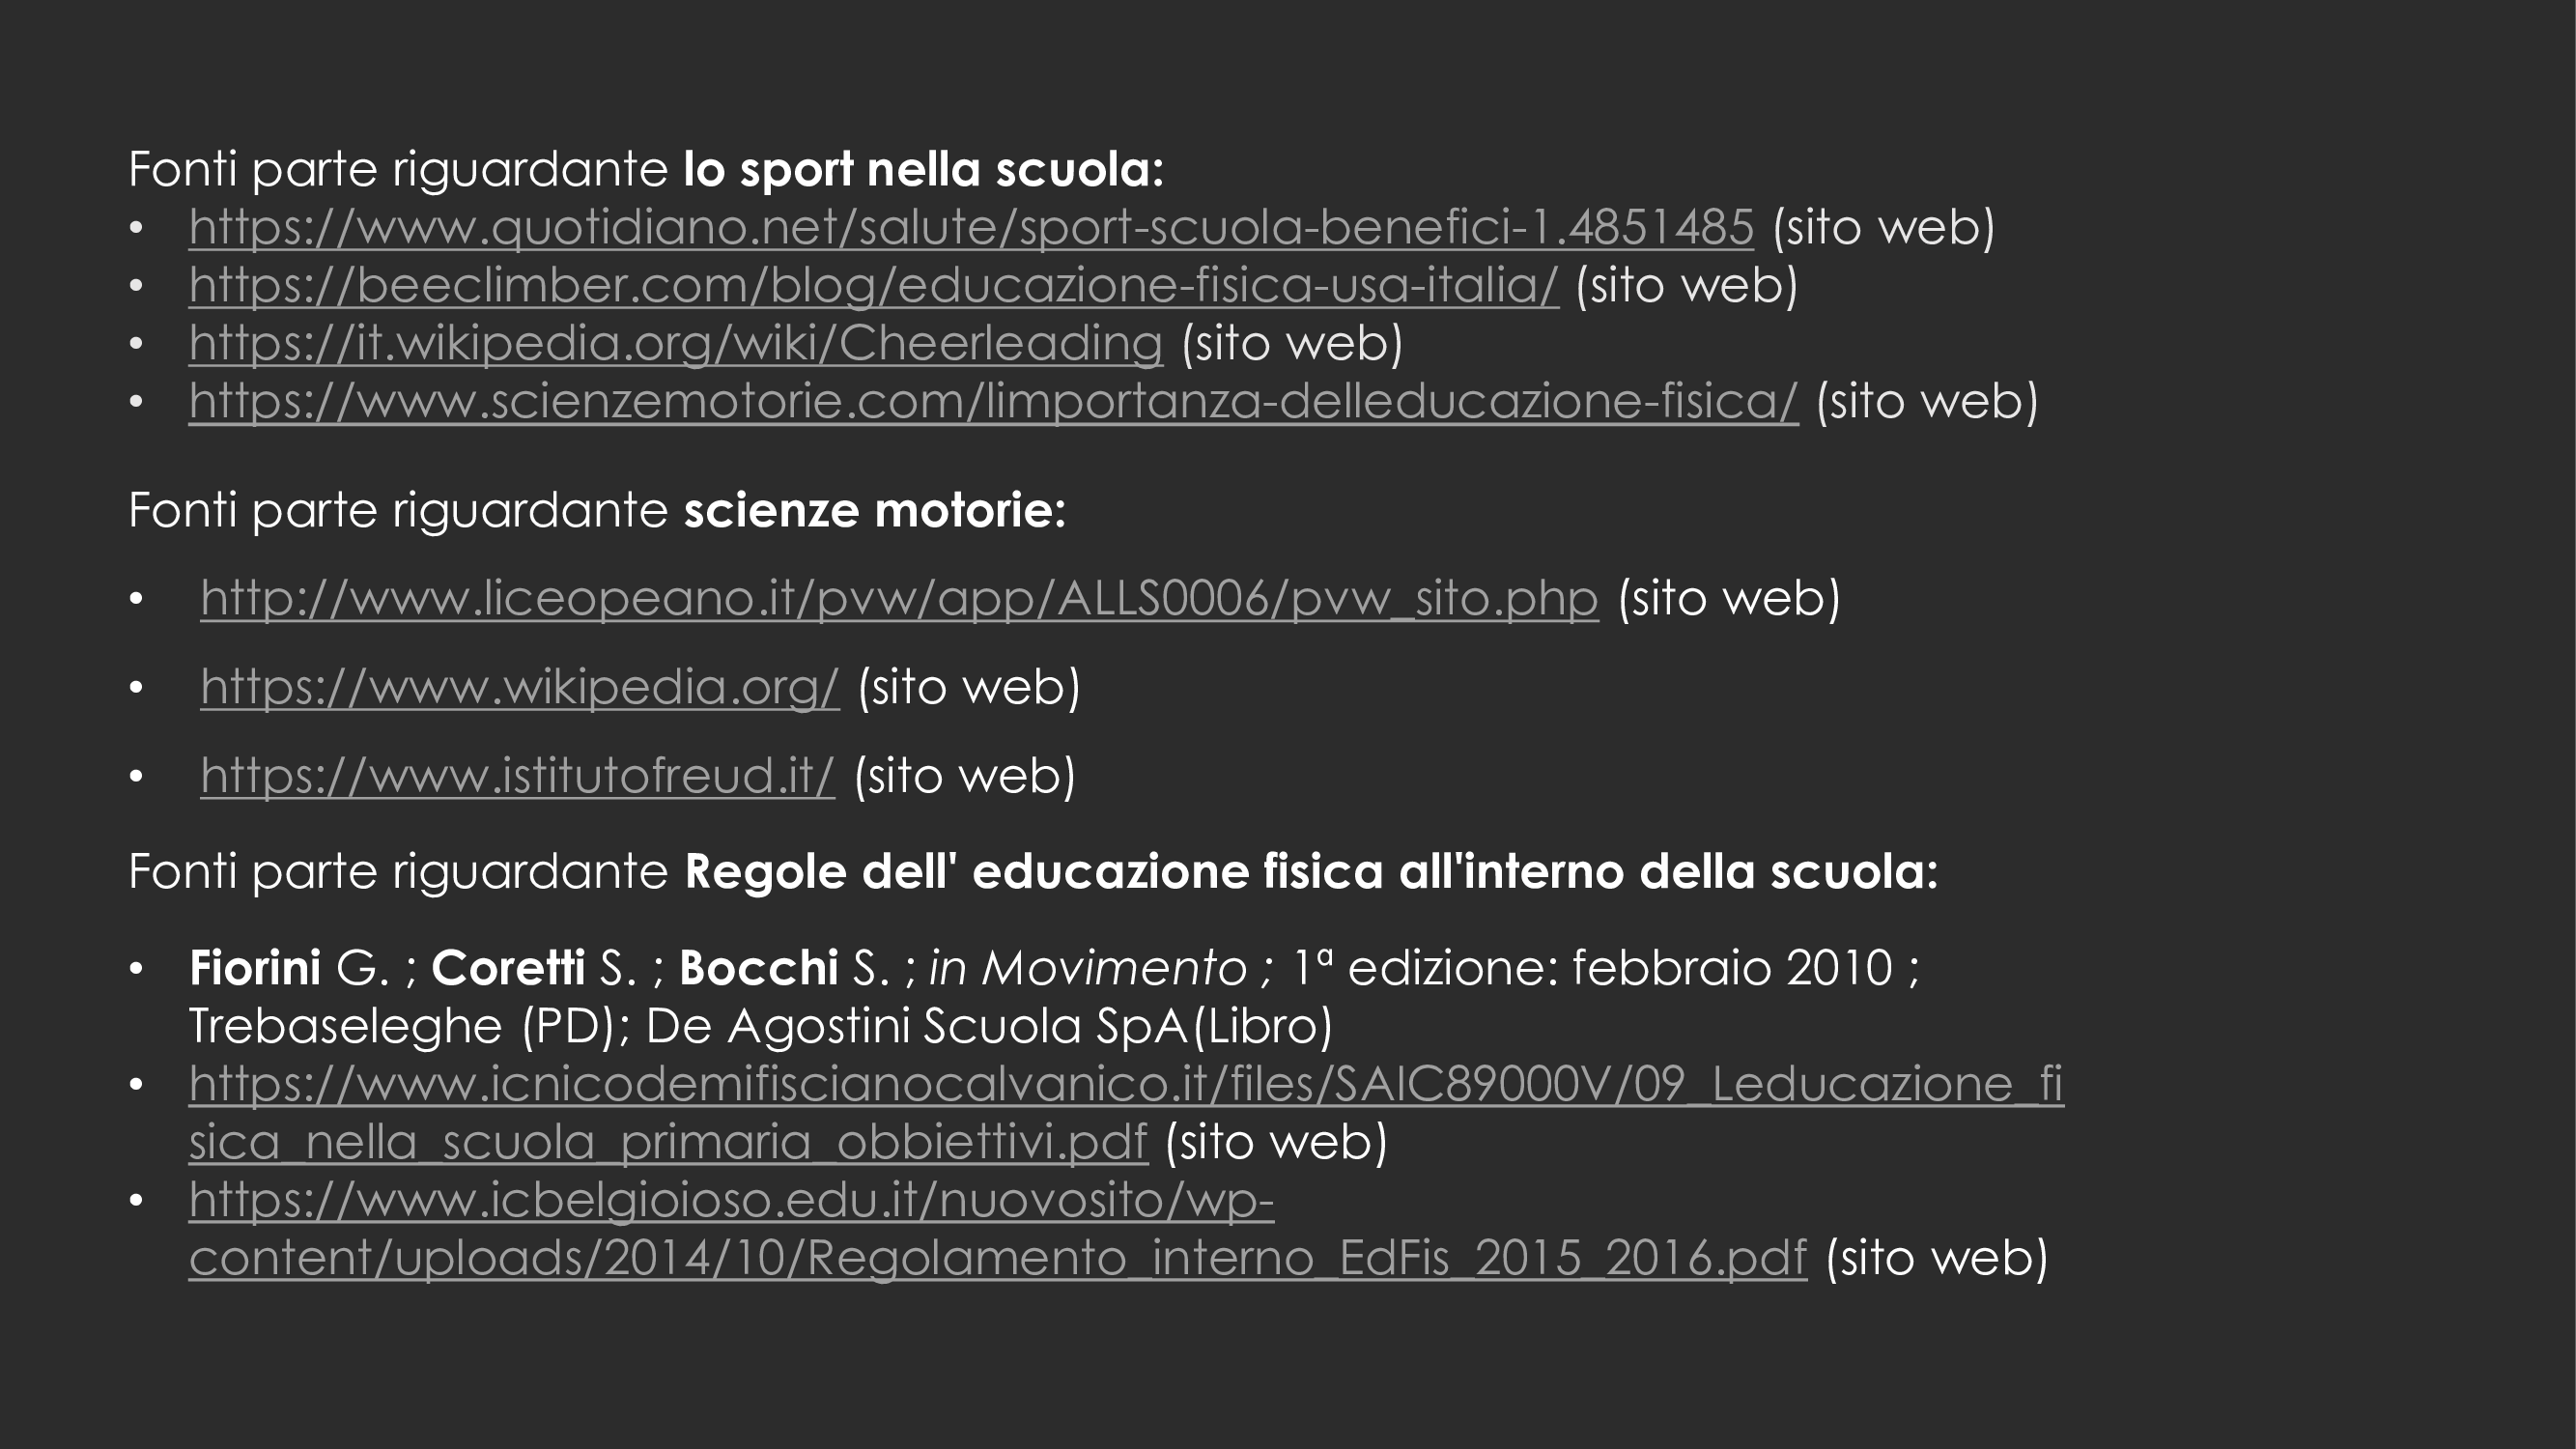 Fonti parte riguardante lo sport nella scuola:
• https://www.quotidiano.net/salute/sport-scuola-benefici-1.4851485 (sito web)
• https://beeclimber.com/blog/educazione-fisica-usa-italia/ (sito web)
• https://it.wikipedia.org/wiki/Cheerleading (sito web)
• https://www.scienzemotorie.com/limportanza-delleducazione-fisica/ (sito web)
Fonti parte riguardante scienze motorie:
• http://www.liceopeano.it/pvw/app/ALLS0006/pvw_sito.php (sito web)
• https://www.wikipedia.org/ (sito web)
• https://www.istitutofreud.it/ (sito web)
Fonti parte riguardante Regole dell' educazione fisica all'interno della scuola:
• Fiorini G. ; Coretti S. ; Bocchi S. ; in Movimento ; 1ª edizione: febbraio 2010 ;
Trebaseleghe (PD); De Agostini Scuola SpA(Libro)
• https://www.icnicodemifiscianocalvanico.it/files/SAIC89000V/09_Leducazione_fi
sica_nella_scuola_primaria_obbiettivi.pdf (sito web)
• https://www.icbelgioioso.edu.it/nuovosito/wp-
content/uploads/2014/10/Regolamento_interno_EdFis_2015_2016.pdf (sito web)